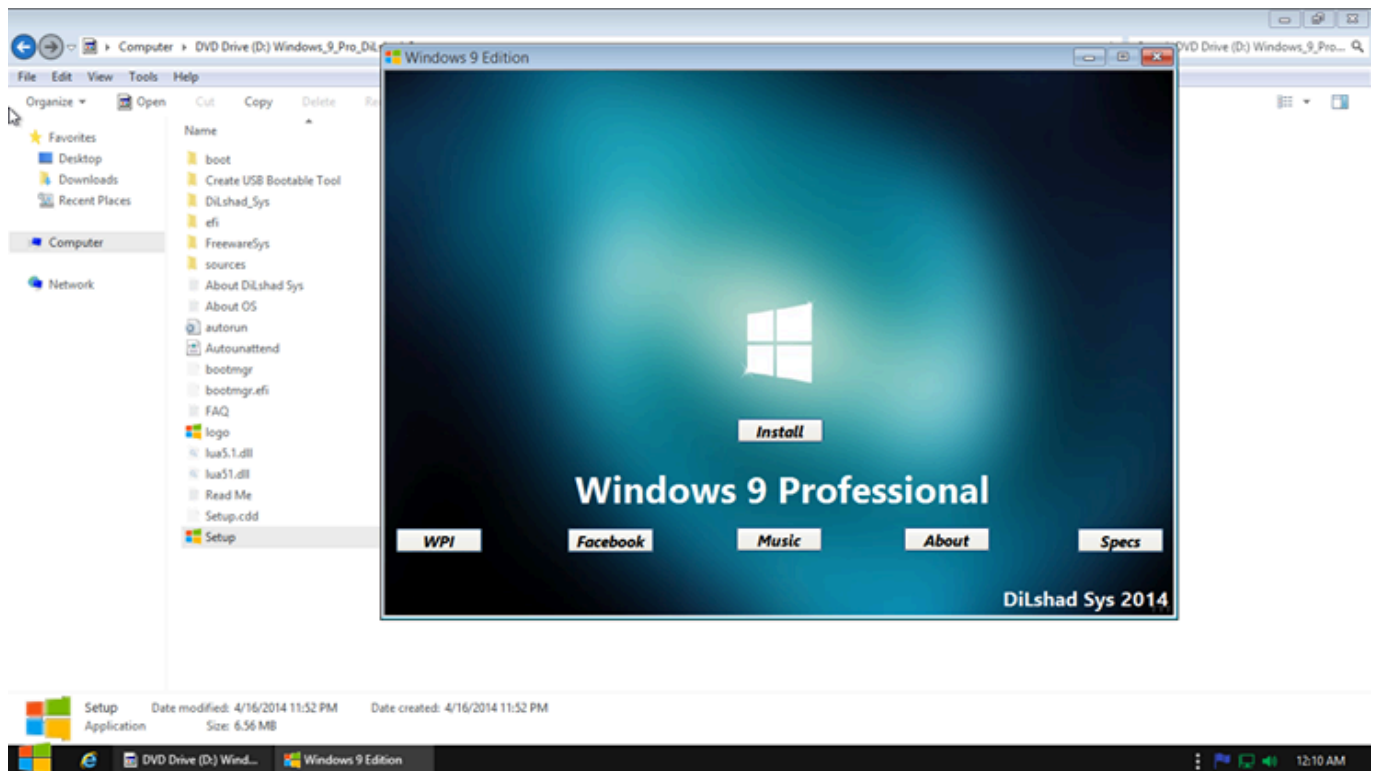 Computer ▸ DVD Drive (D:) Windows_9_Pro_DiL
DVD Drive (D:) Windows_9_Pro...
File Edit View Tools Help
Organize Open Cut Copy Delete
Windows 9 Edition
Favorites
Desktop
Downloads
Recent Places
Computer
Network
Name
boot
Create USB Bootable Tool
DiLshad_Sys
efi
FreewareSys
sources
About DiLshad Sys
About OS
autorun
Autounattend
bootmgr
bootmgr.efi
FAQ
logo
lua5.1.dll
lua51.dll
Read Me
Setup.cdd
Setup
Install
Windows 9 Professional
WPI Facebook Music About Specs
DiLshad Sys 2014
Setup Date modified: 4/16/2014 11:52 PM Date created: 4/16/2014 11:52 PM
Application Size: 6.56 MB
DVD Drive (D:) Wind... Windows 9 Edition 12:10 AM